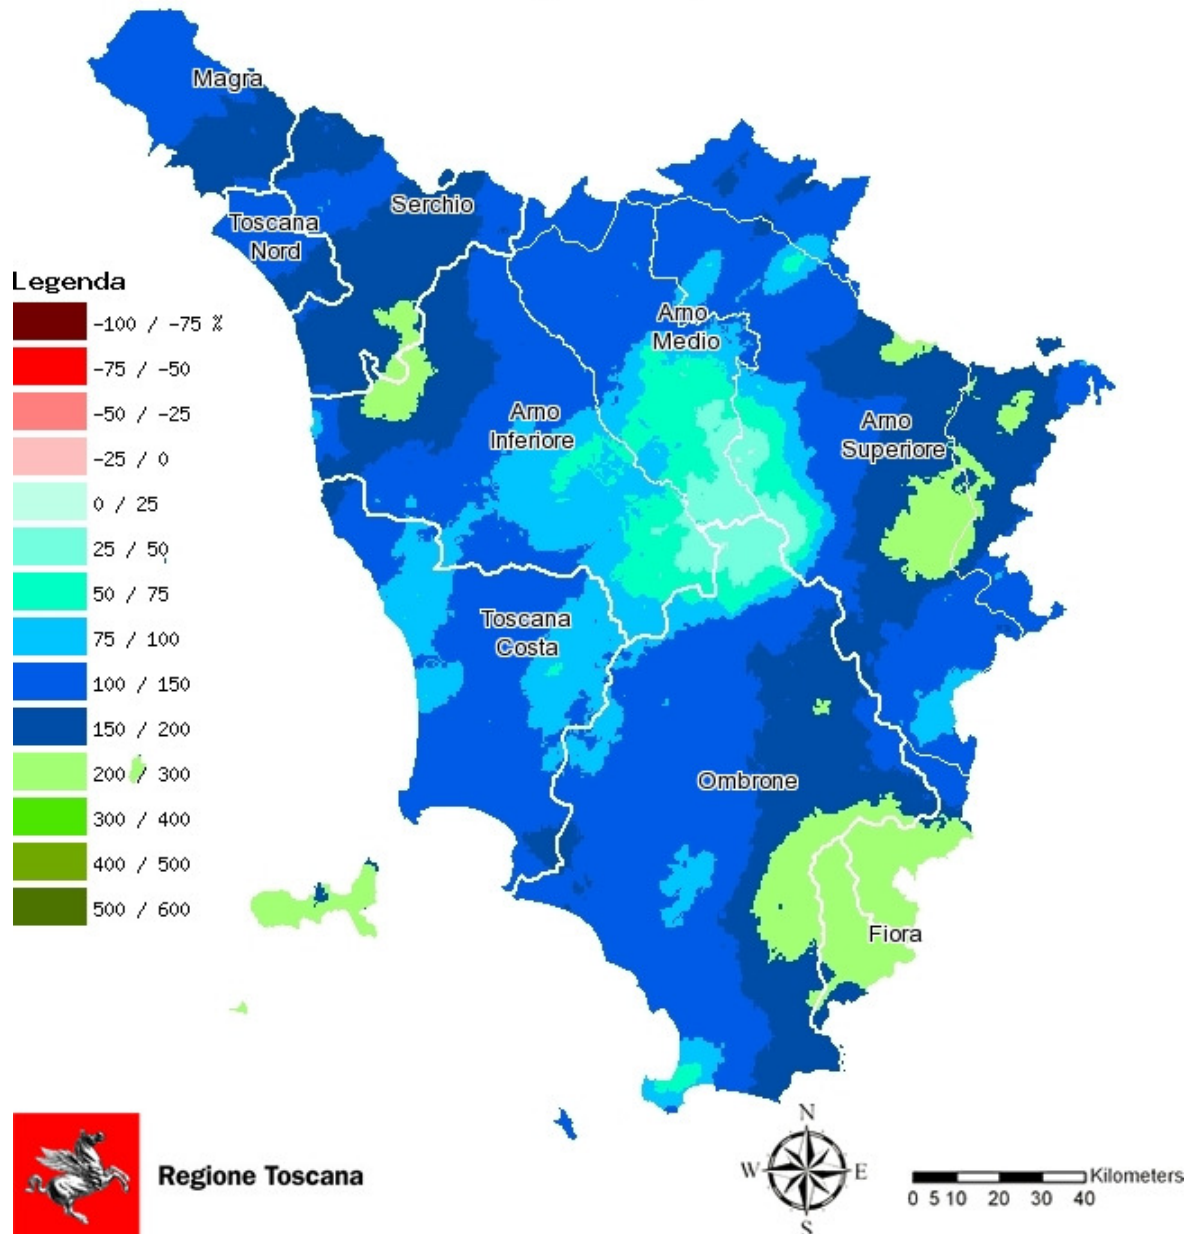 Magra
Serchio
Toscana
Nord
Legenda
-100 / -75 %
-75 / -50
-50 / -25
-25 / 0
0 / 25
25 / 50
50 / 75
75 / 100
100 / 150
150 / 200
200 / 300
300 / 400
400 / 500
500 / 600
Arno
Medio
Arno
Inferiore
Arno
Superiore
Toscana
Costa
Ombrone
Fiora
Regione Toscana
N
W
E
S
Kilometers
0 5 10 20 30 40